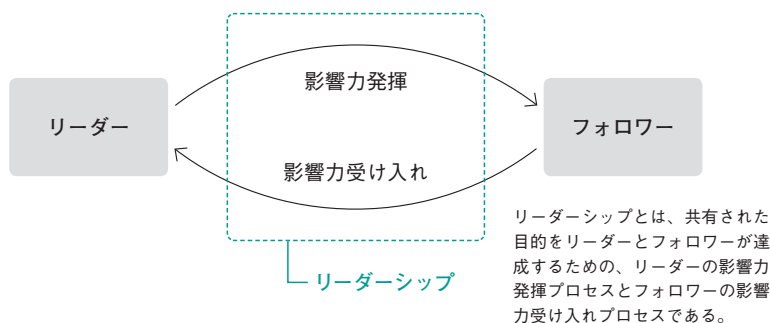 影響力発揮
リーダー
フォロワー
影響力受け入れ
リーダーシップとは、共有された
目的をリーダーとフォロワーが達
成するための、リーダーの影響力
発揮プロセスとフォロワーの影響
力受け入れプロセスである。
リーダーシップ